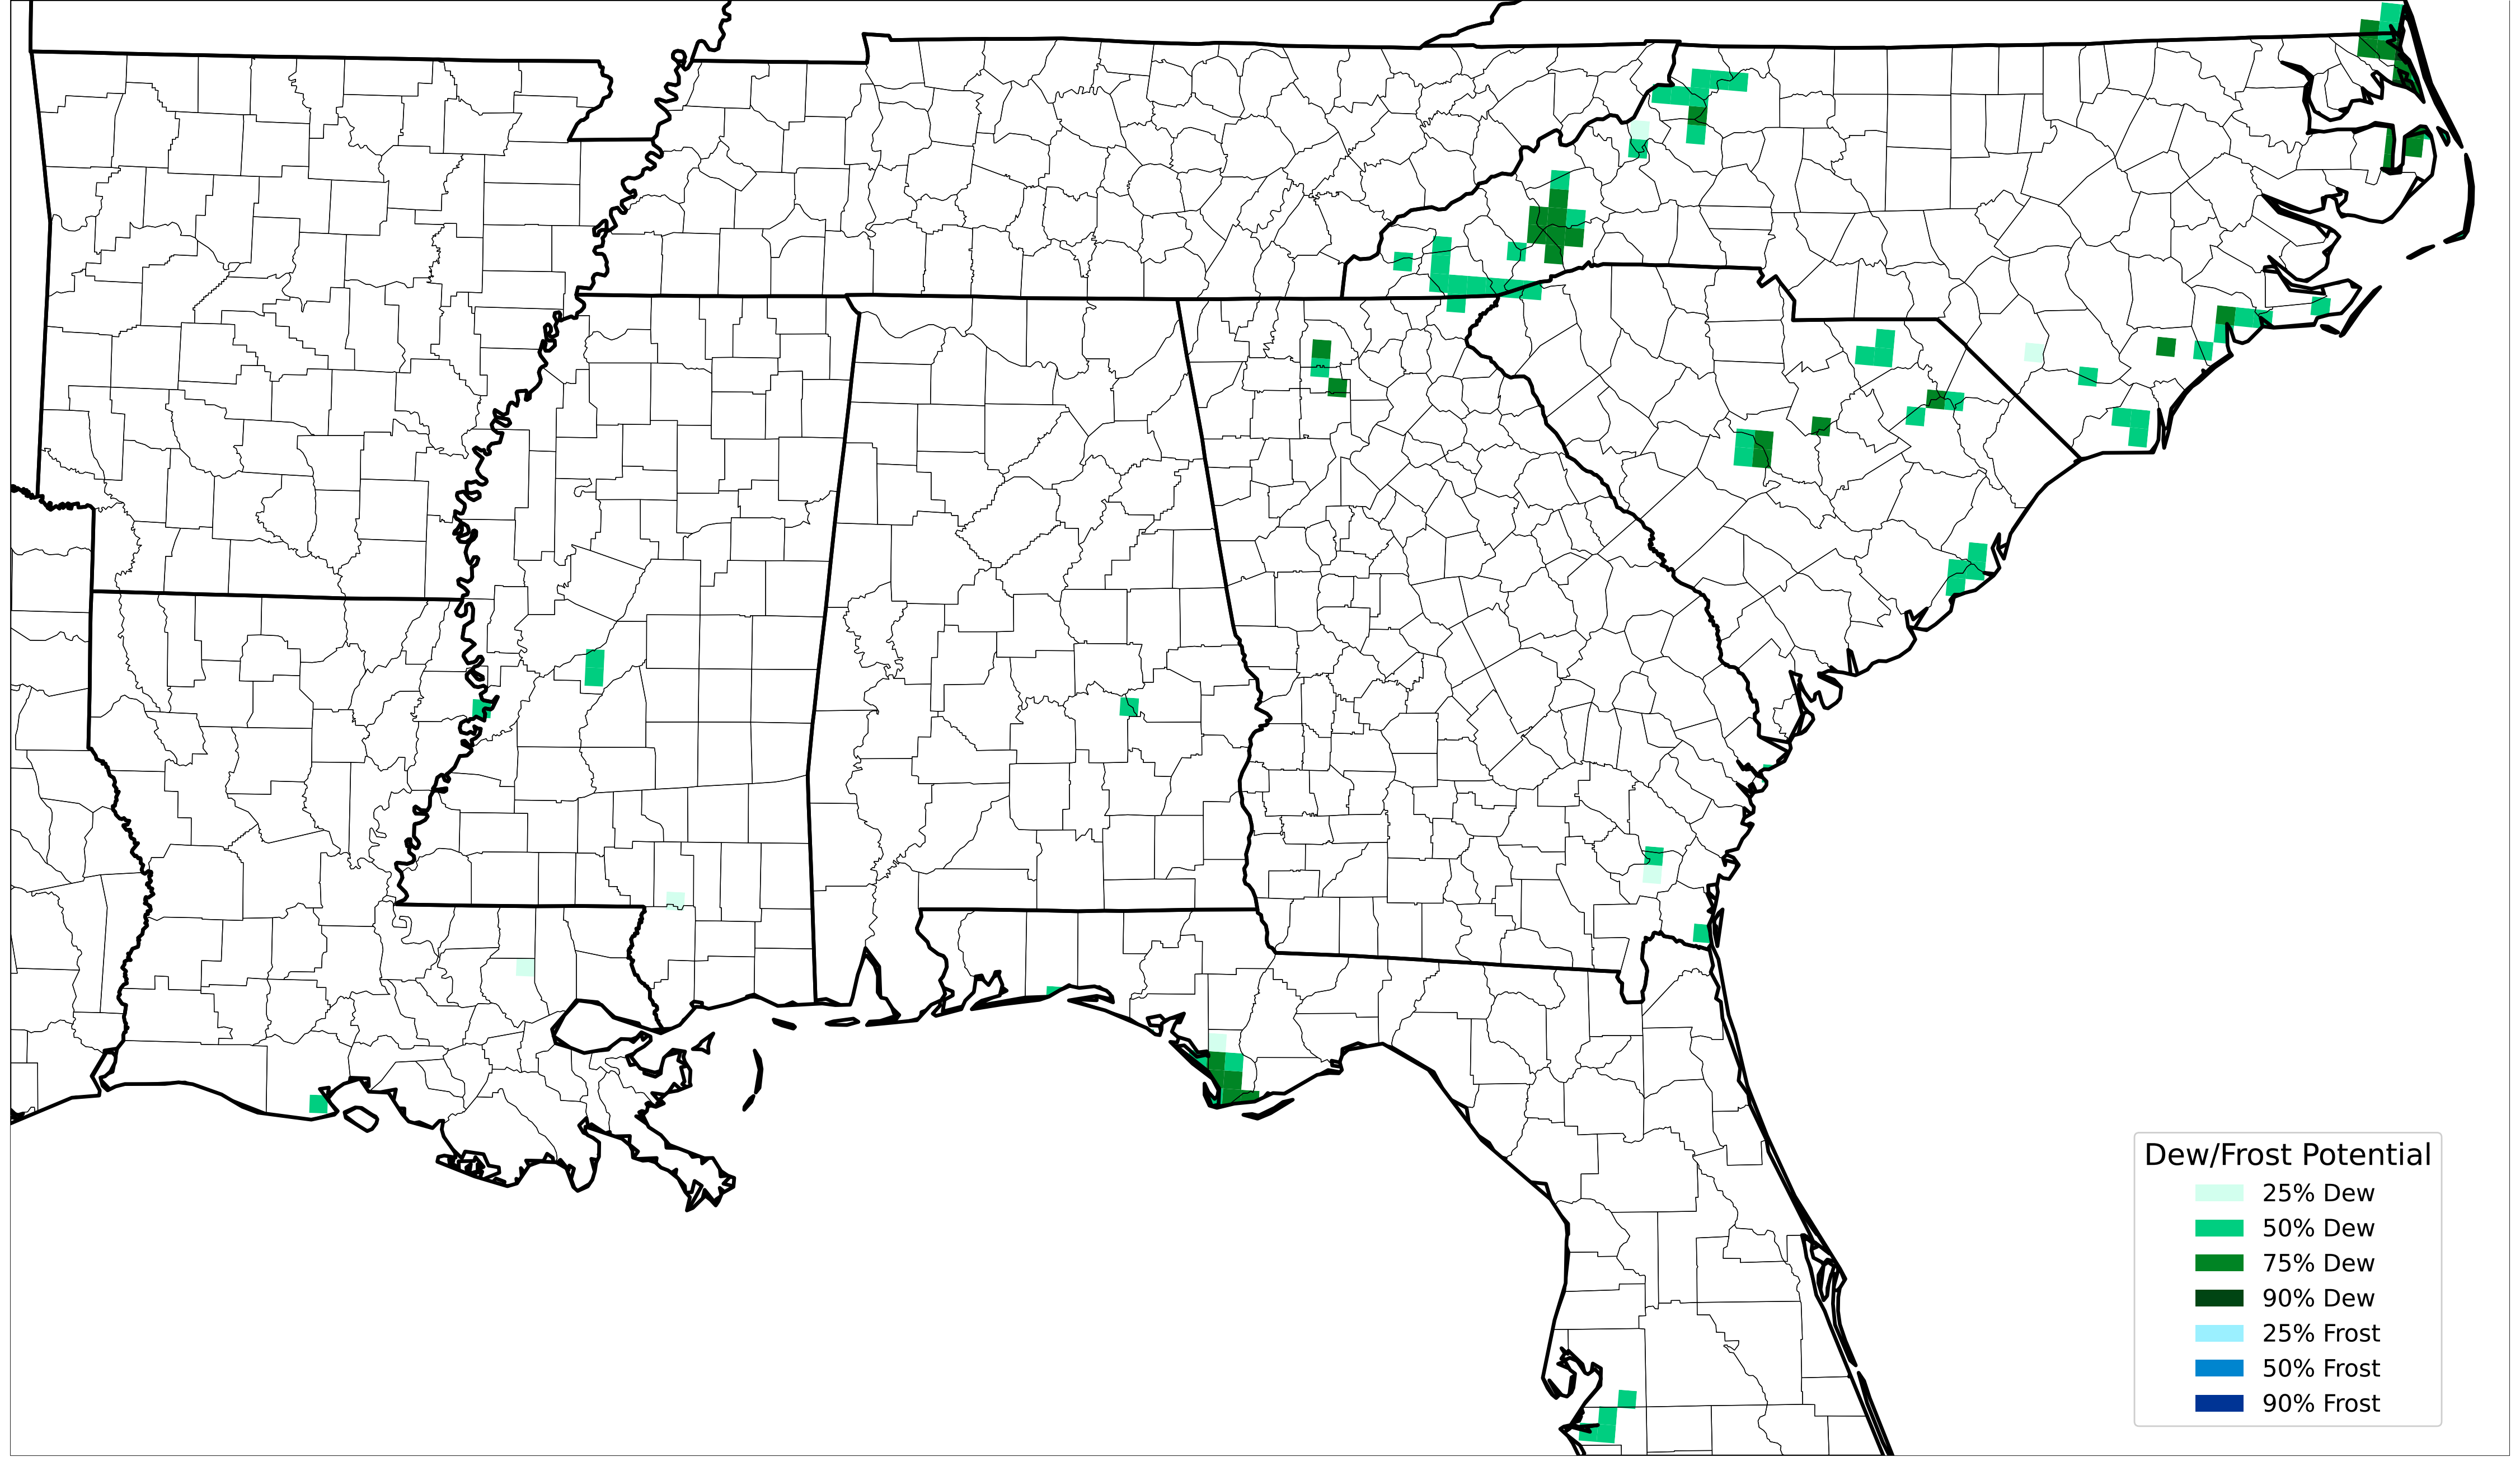 Dew/Frost Potential
25% Dew
50% Dew
75% Dew
90% Dew
25% Frost
50% Frost
90% Frost